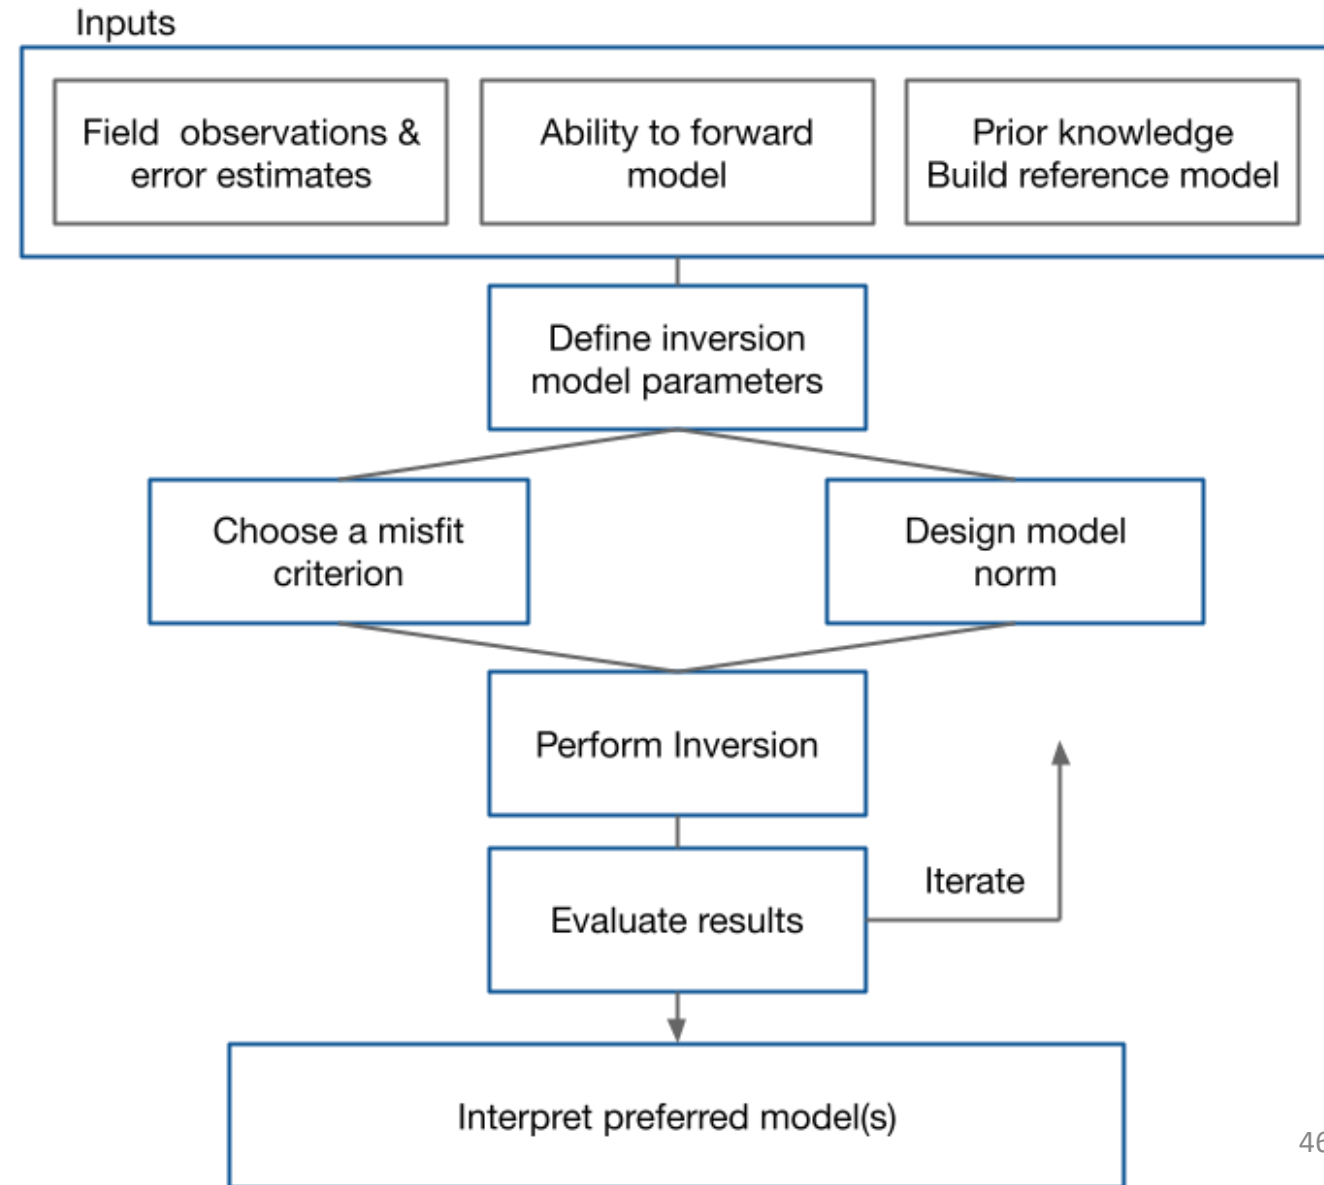 Inputs
Field observations &
error estimates
Ability to forward
model
Prior knowledge
Build reference model
Define inversion
model parameters
Choose a misfit
criterion
Design model
norm
Perform Inversion
Iterate
Evaluate results
Interpret preferred model(s)
46